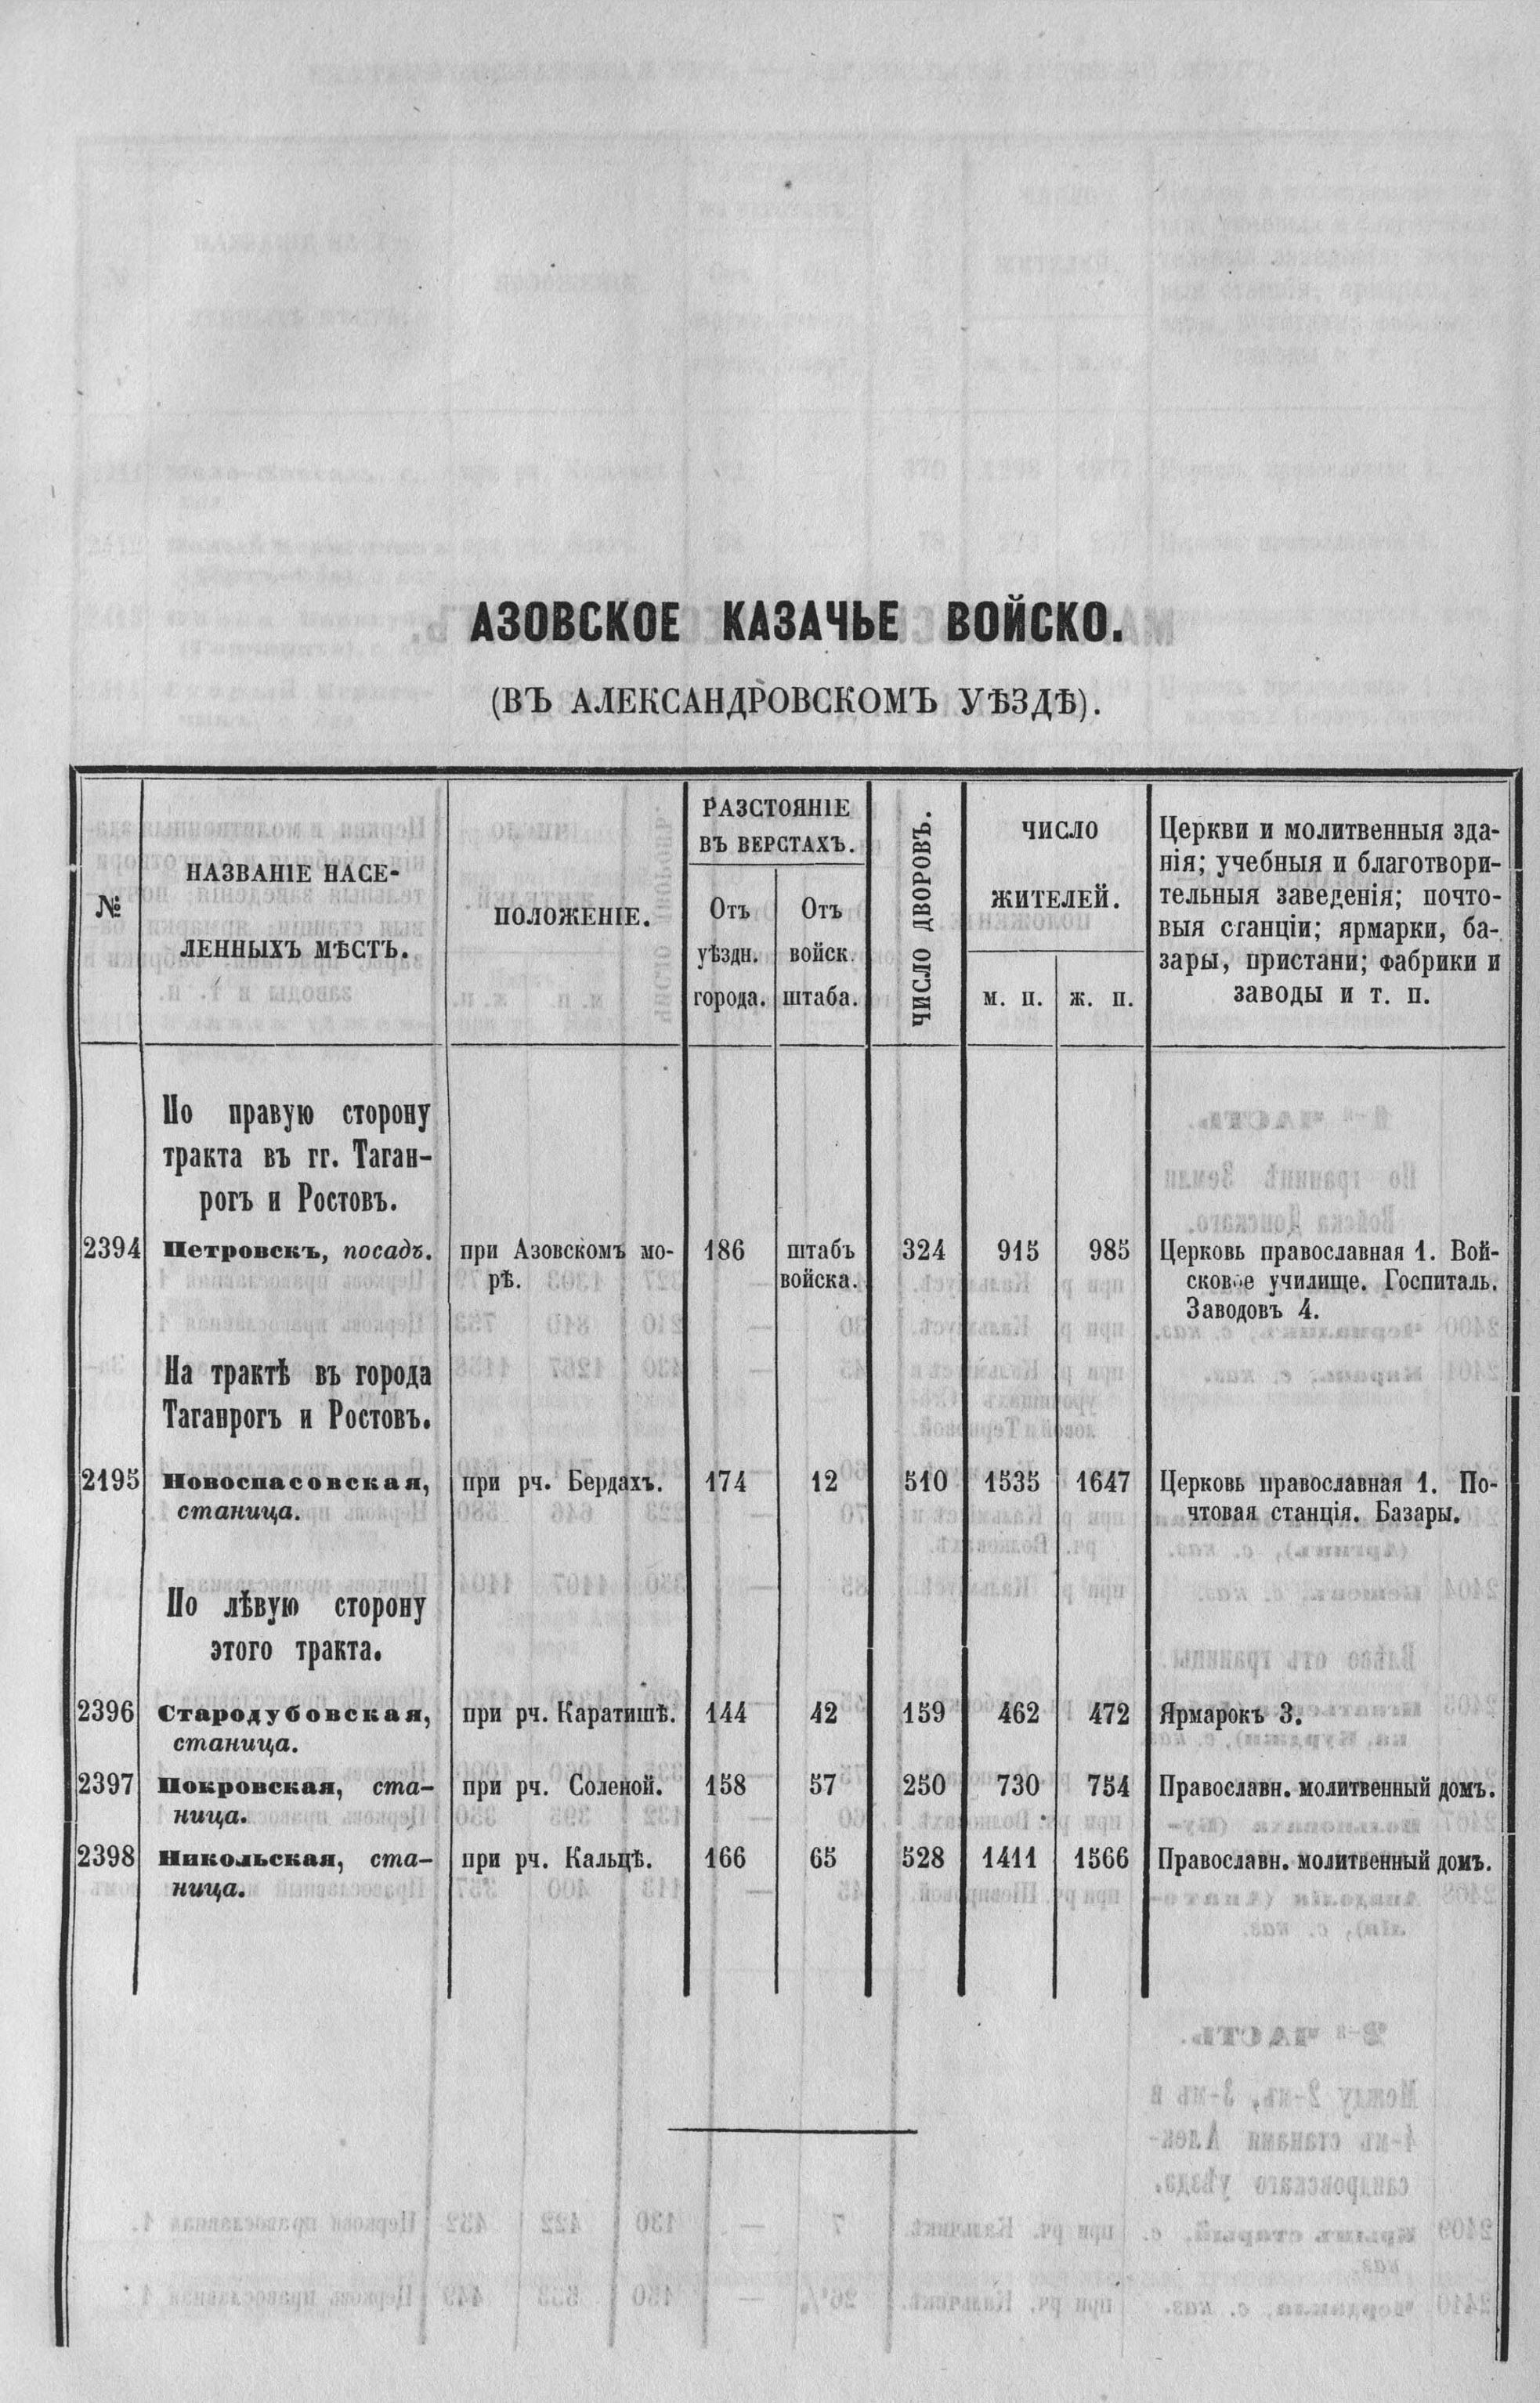 АЗОВСКОЕ КАЗАЧЬЕ ВОЙСКО.
(ВЪ АЛЕКСАНДРОВСКОМЪ УѢЗДѢ).
№
НАЗВАНІЕ НАСЕ-
ЛЕННЫХЪ МѢСТЪ.
ПОЛОЖЕНІЕ.
РАЗСТОЯНІЕ
ВЪ ВЕРСТАХЪ.
Отъ
уѣздн.
города.
Отъ
войск.
штаба.
ЧИСЛО ДВОРОВЪ.
ЧИСЛО
ЖИТЕЛЕЙ.
м. п.
ж. п.
Церкви и молитвенныя зда-
нія; учебныя и благотвори-
тельныя заведенія; почто-
выя станціи; ярмарки, ба-
зары, пристани; фабрики и
заводы и т. п.
По правую сторону
тракта въ гг. Таган-
рогъ и Ростовъ.
2394 Петровскъ, посадъ. при Азовскомъ мо- 186 штабъ 324 915 985 Церковь православная 1. Вой-
рѣ. войска. сковое училище. Госпиталь.
Заводовъ 4.
На трактѣ въ города
Таганрогъ и Ростовъ.
2195 Новоспасовская, при рч. Бердахъ. 174 12 510 1535 1647 Церковь православная 1. По-
станица. чтовая станція. Базары.
По лѣвую сторону
этого тракта.
2396 Стародубовская, при рч. Каратишѣ. 144 42 159 462 472 Ярмарокъ 3.
станица.
2397 Покровская, ста- при рч. Соленой. 158 57 250 730 754 Православн. молитвенный домъ.
ница.
2398 Никольская, ста- при рч. Кальцѣ. 166 65 528 1411 1566 Православн. молитвенный домъ.
ница.